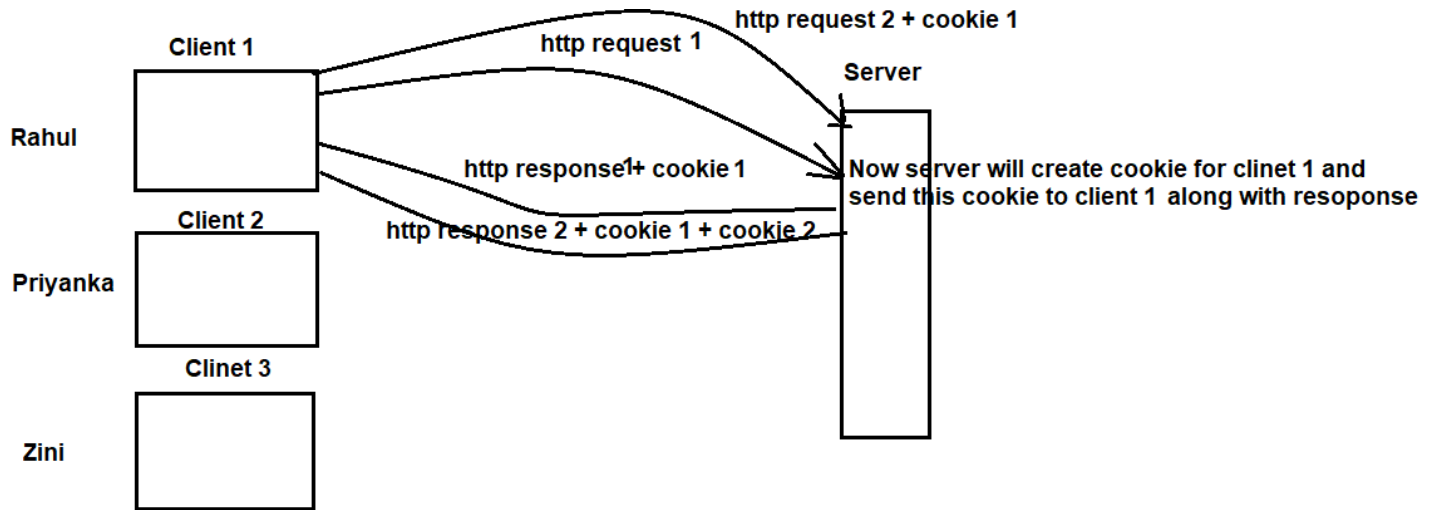 http request 2 + cookie 1
http request 1
Client 1
Server
Rahul
http response 1 + cookie 1
Now server will create cookie for clinet 1 and
send this cookie to client 1 along with resoponse
Client 2
http response 2 + cookie 1 + cookie 2
Priyanka
Clinet 3
Zini